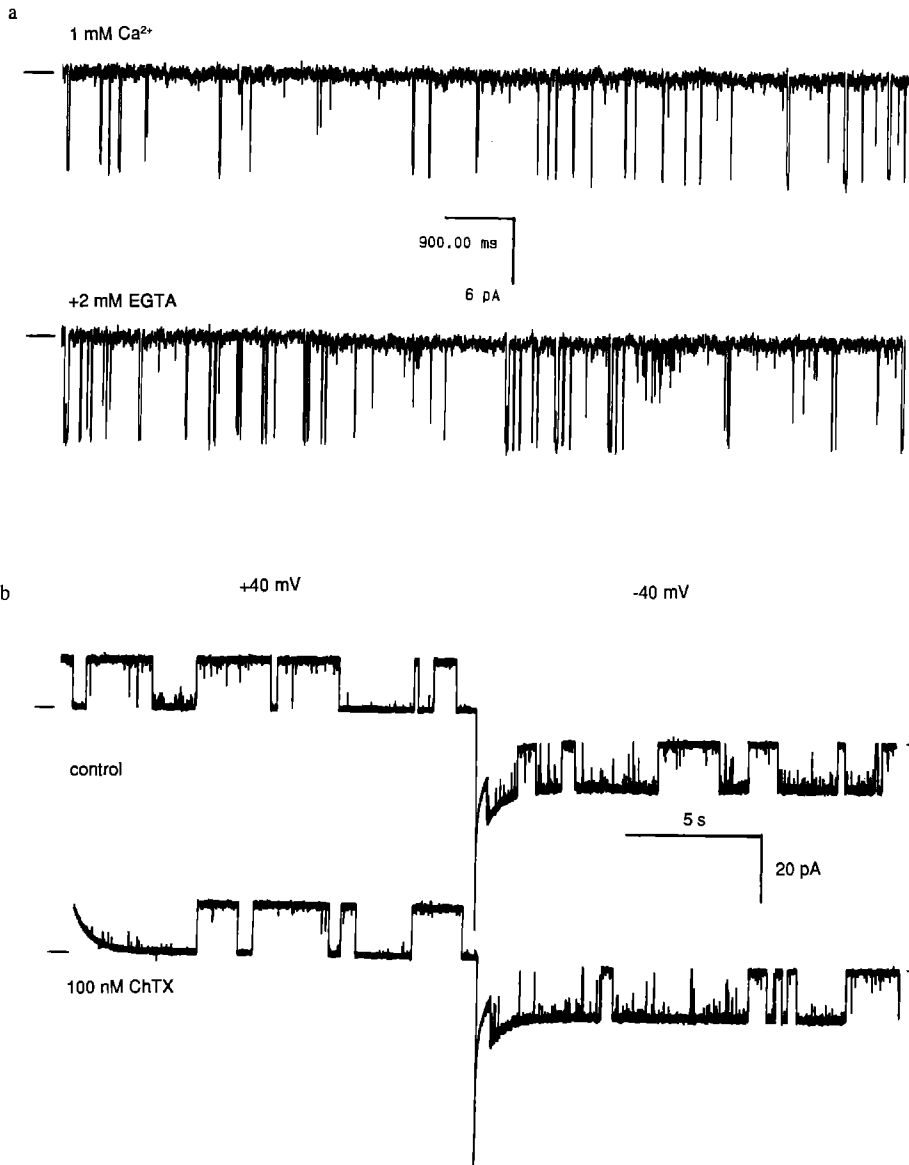 a
1 mM Ca²⁺
900.00 ms
6 pA
+2 mM EGTA
b
+40 mV
-40 mV
control
5 s
20 pA
100 nM ChTX